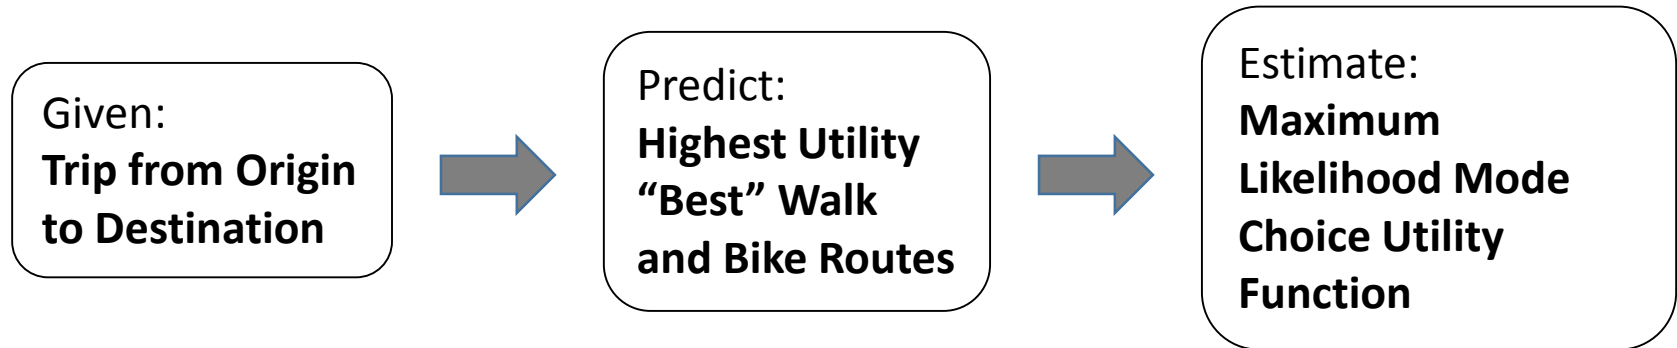 Given:
Trip from Origin
to Destination
Predict:
Highest Utility
“Best” Walk
and Bike Routes
Estimate:
Maximum
Likelihood Mode
Choice Utility
Function